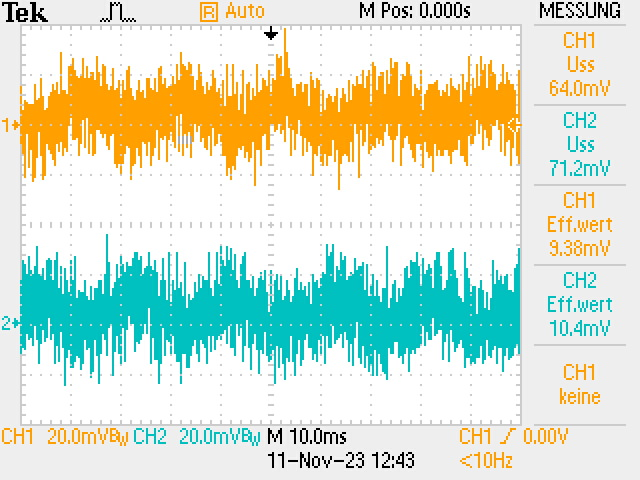 Tek R Auto M Pos: 0.000s MESSUNG
CH1
Uss
64.0mV
CH2
Uss
71.2mV
CH1
Eff.wert
9.38mV
CH2
Eff.wert
10.4mV
CH1
keine
1
2
CH1 20.0mVBW CH2 20.0mVBW M 10.0ms CH1 0.00V
11-Nov-23 12:43 <10Hz